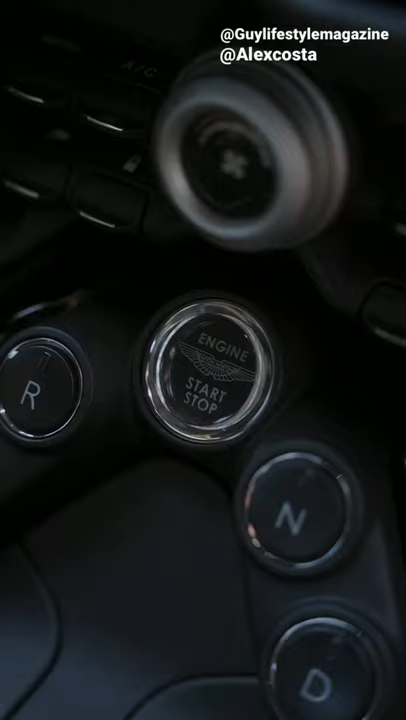 @Guylifestylemagazine
@Alexcosta
A/C
ENGINE
START
STOP
R
N
D